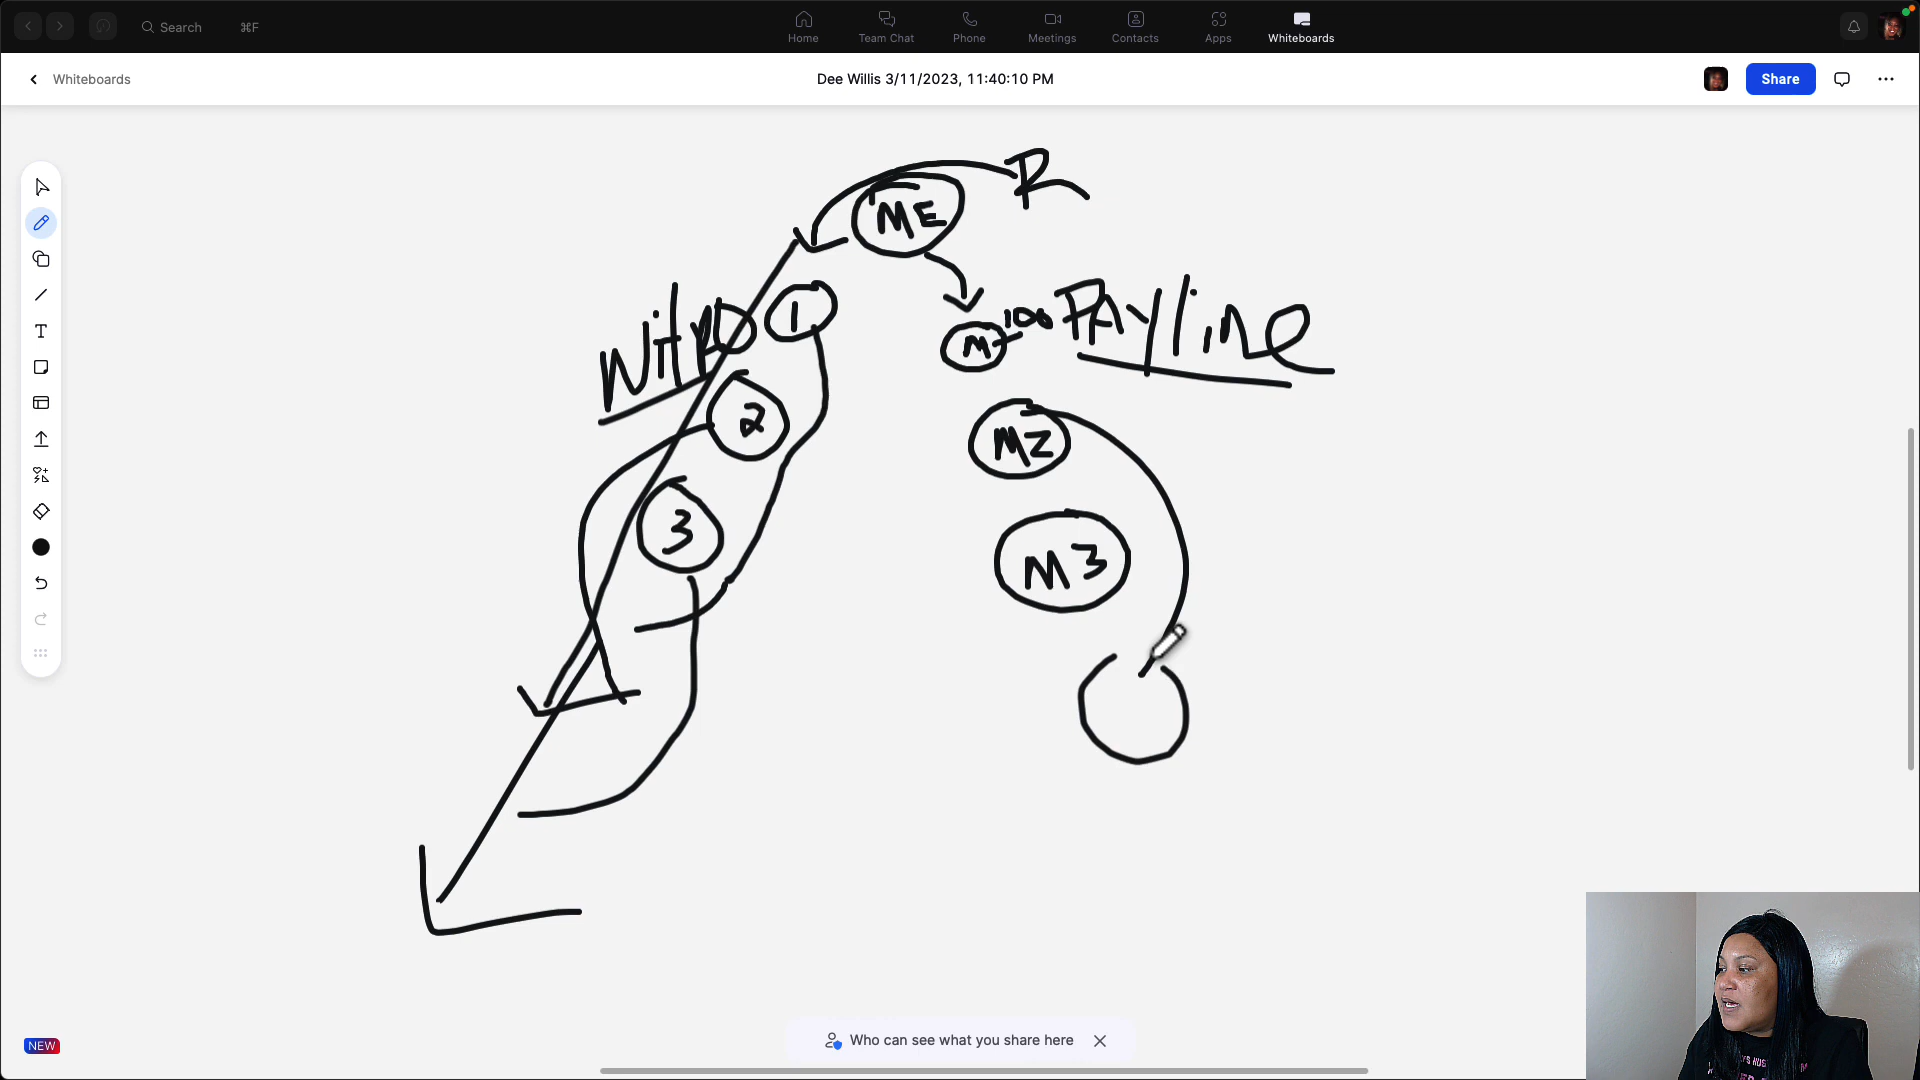 Search ⌘F
Home
Team Chat
Phone
Meetings
Contacts
Apps
Whiteboards
Whiteboards
Dee Willis 3/11/2023, 11:40:10 PM
Share
R
ME
1
100
PAYline
M
2
M2
3
M3
T
Who can see what you share here
NEW